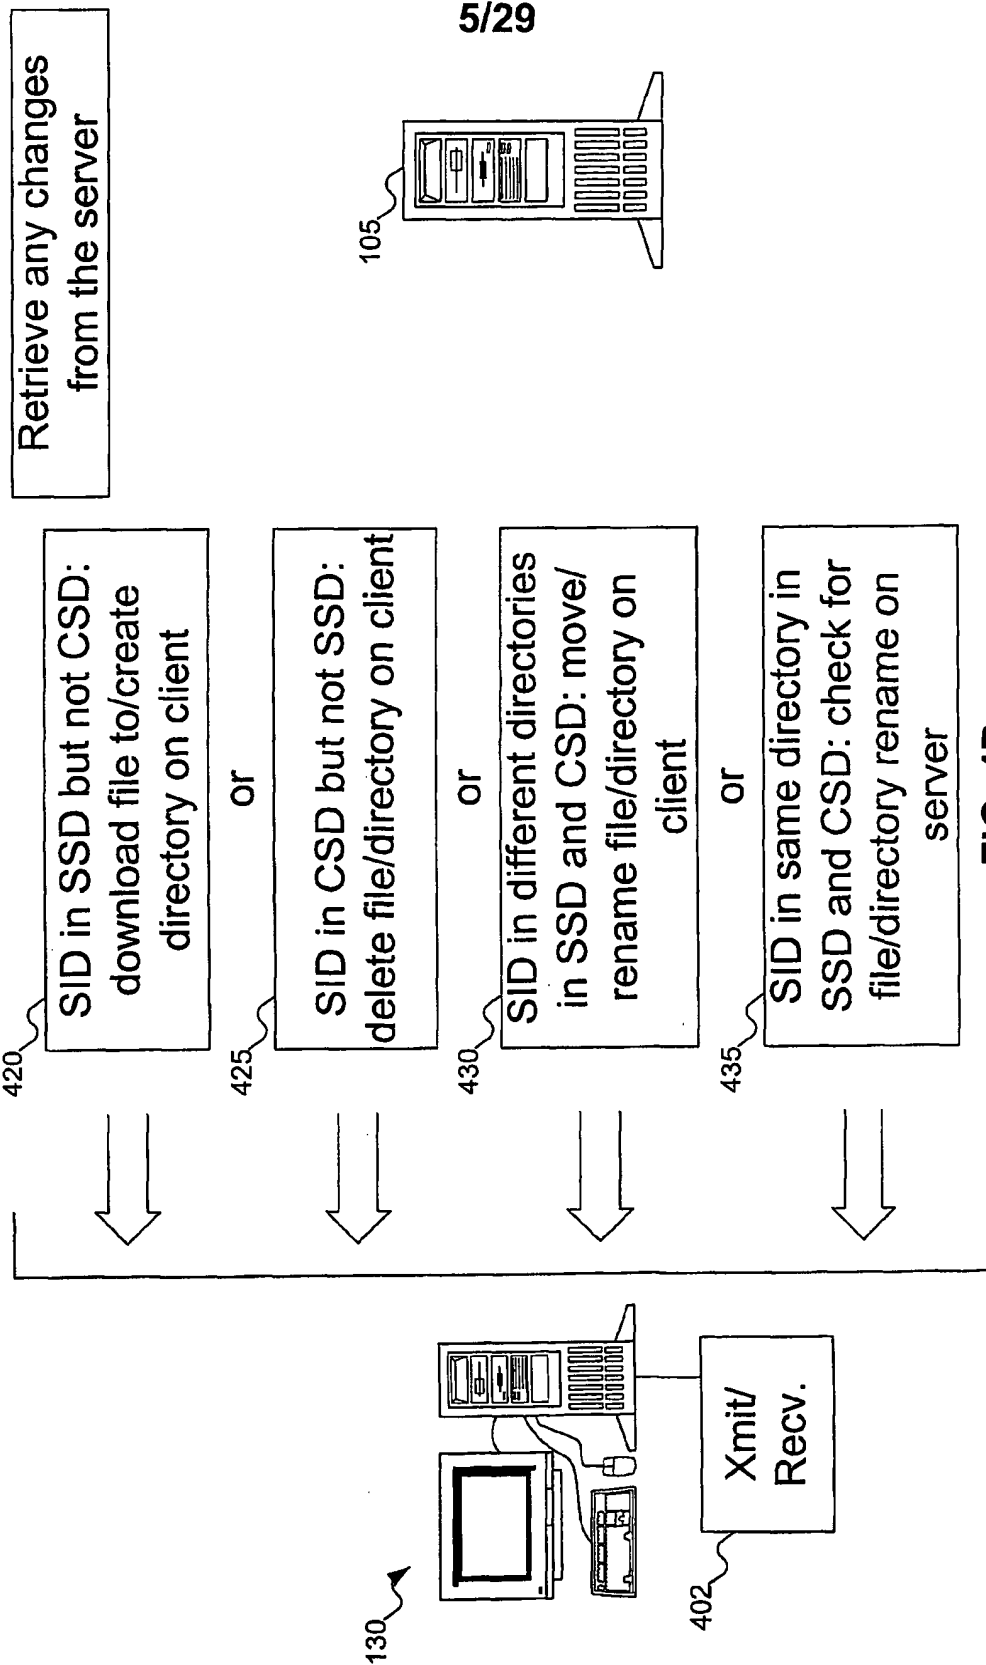 5/29
Retrieve any changes
from the server
105
420
SID in SSD but not CSD:
download file to/create
directory on client
or
425
SID in CSD but not SSD:
delete file/directory on client
or
430
SID in different directories
in SSD and CSD: move/
rename file/directory on
client
or
435
SID in same directory in
SSD and CSD: check for
file/directory rename on
server
130
402
Xmit/
Recv.